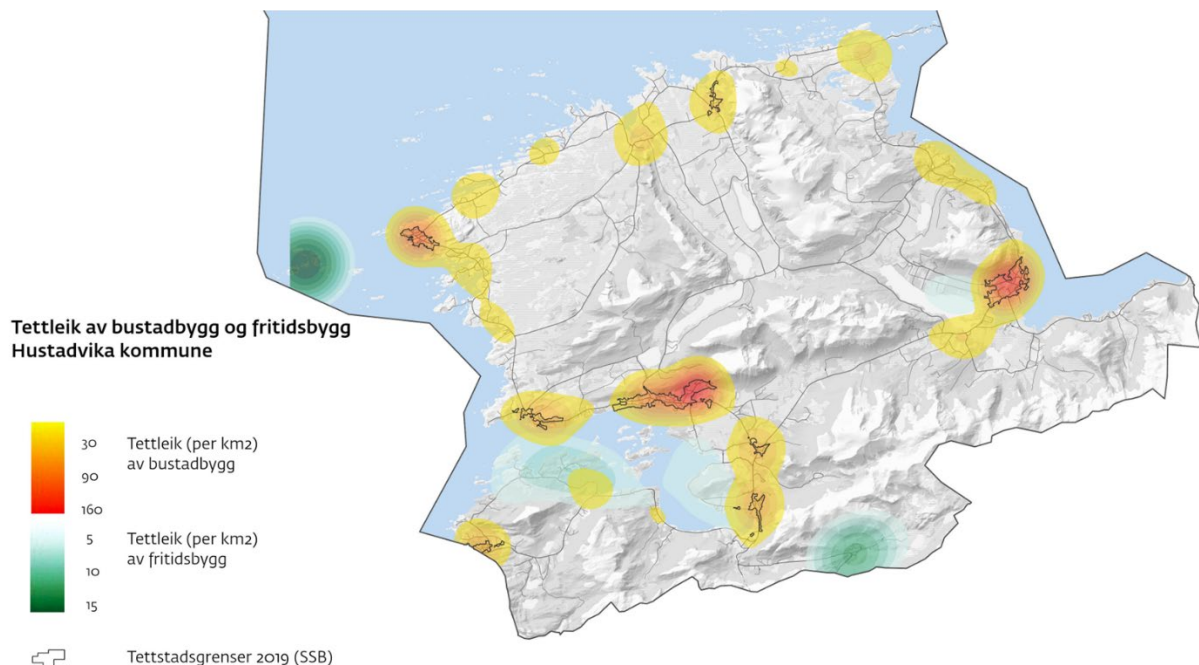 Tettleik av bustadbygg og fritidsbygg
Hustadvika kommune
30
90
160
Tettleik (per km2)
av bustadbygg
5
10
15
Tettleik (per km2)
av fritidsbygg
Tettstadsgrenser 2019 (SSB)